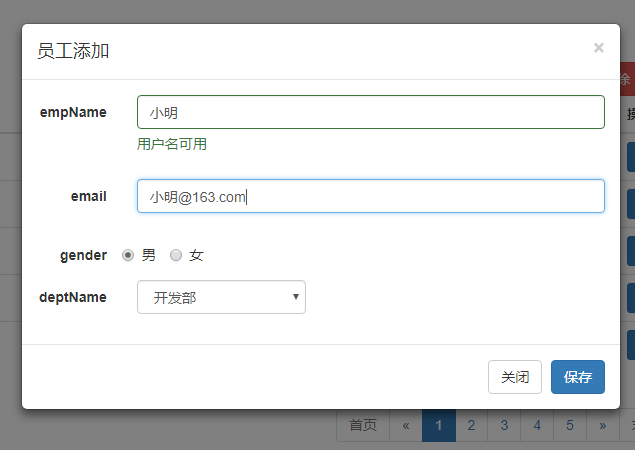 员工添加 ×
除
empName 小明
用户名可用
email 小明@163.com
gender 男 女
deptName 开发部
关闭 保存
首页 « 1 2 3 4 5 »